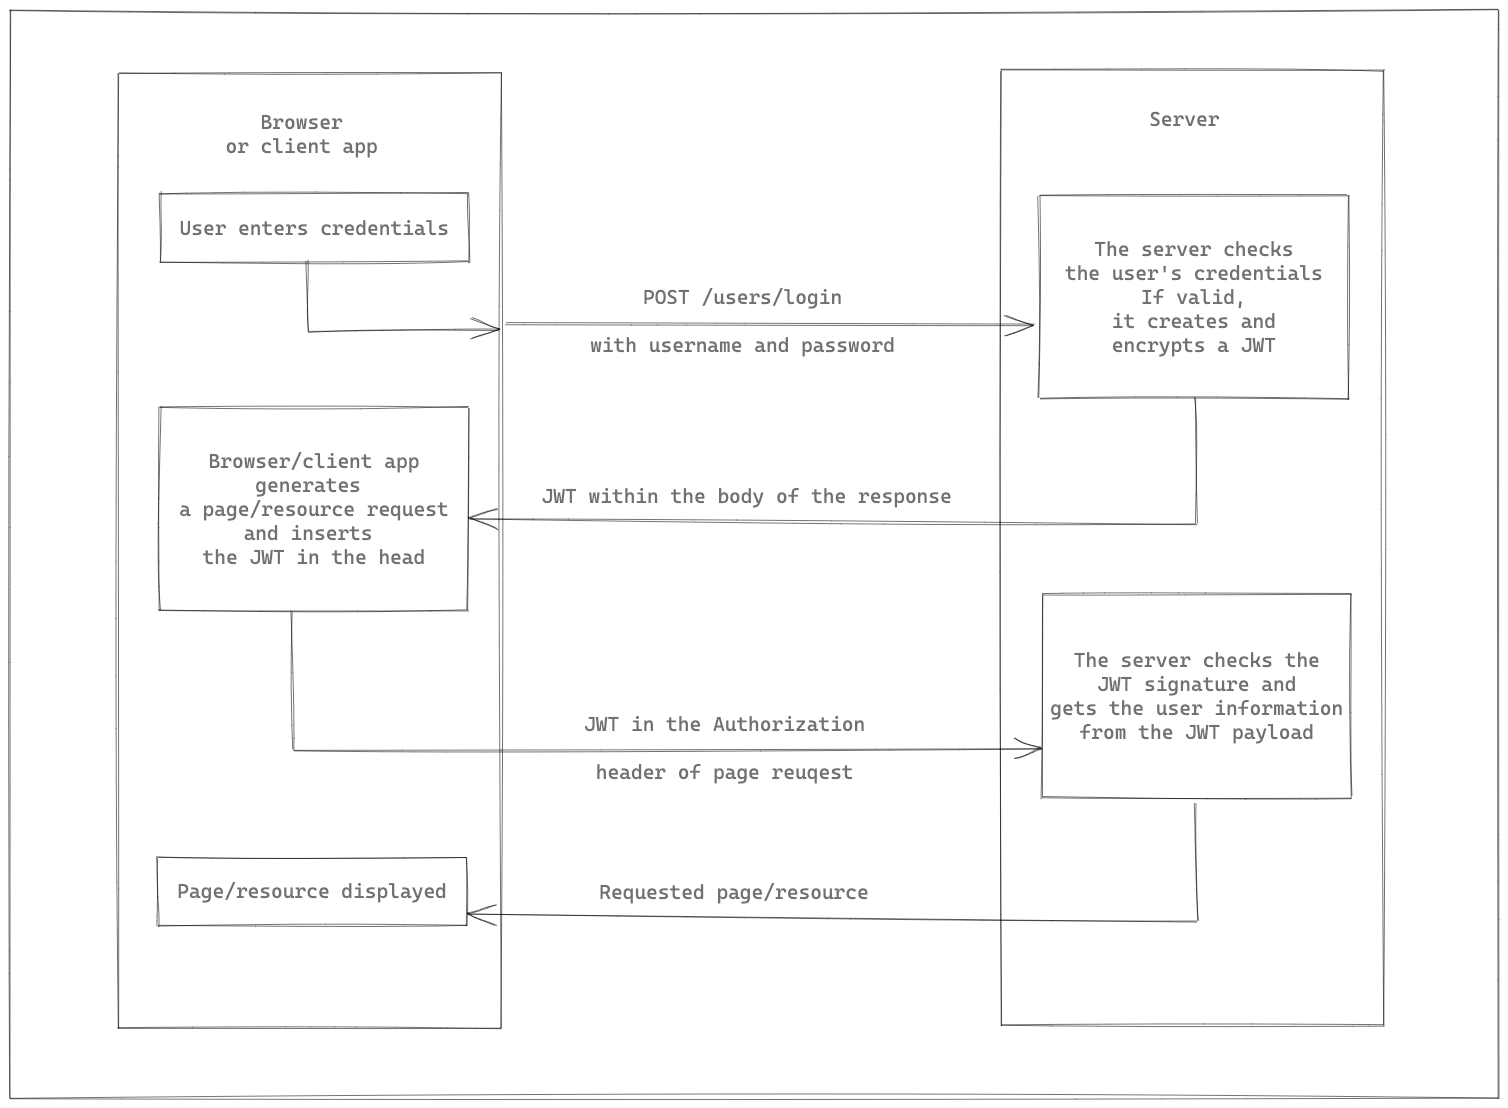 Browser
or client app
Server
User enters credentials
The server checks
the user's credentials
If valid,
it creates and
encrypts a JWT
POST /users/login
with username and password
Browser/client app
generates
a page/resource request
and inserts
the JWT in the head
JWT within the body of the response
The server checks the
JWT signature and
gets the user information
from the JWT payload
JWT in the Authorization
header of page reuqest
Page/resource displayed
Requested page/resource